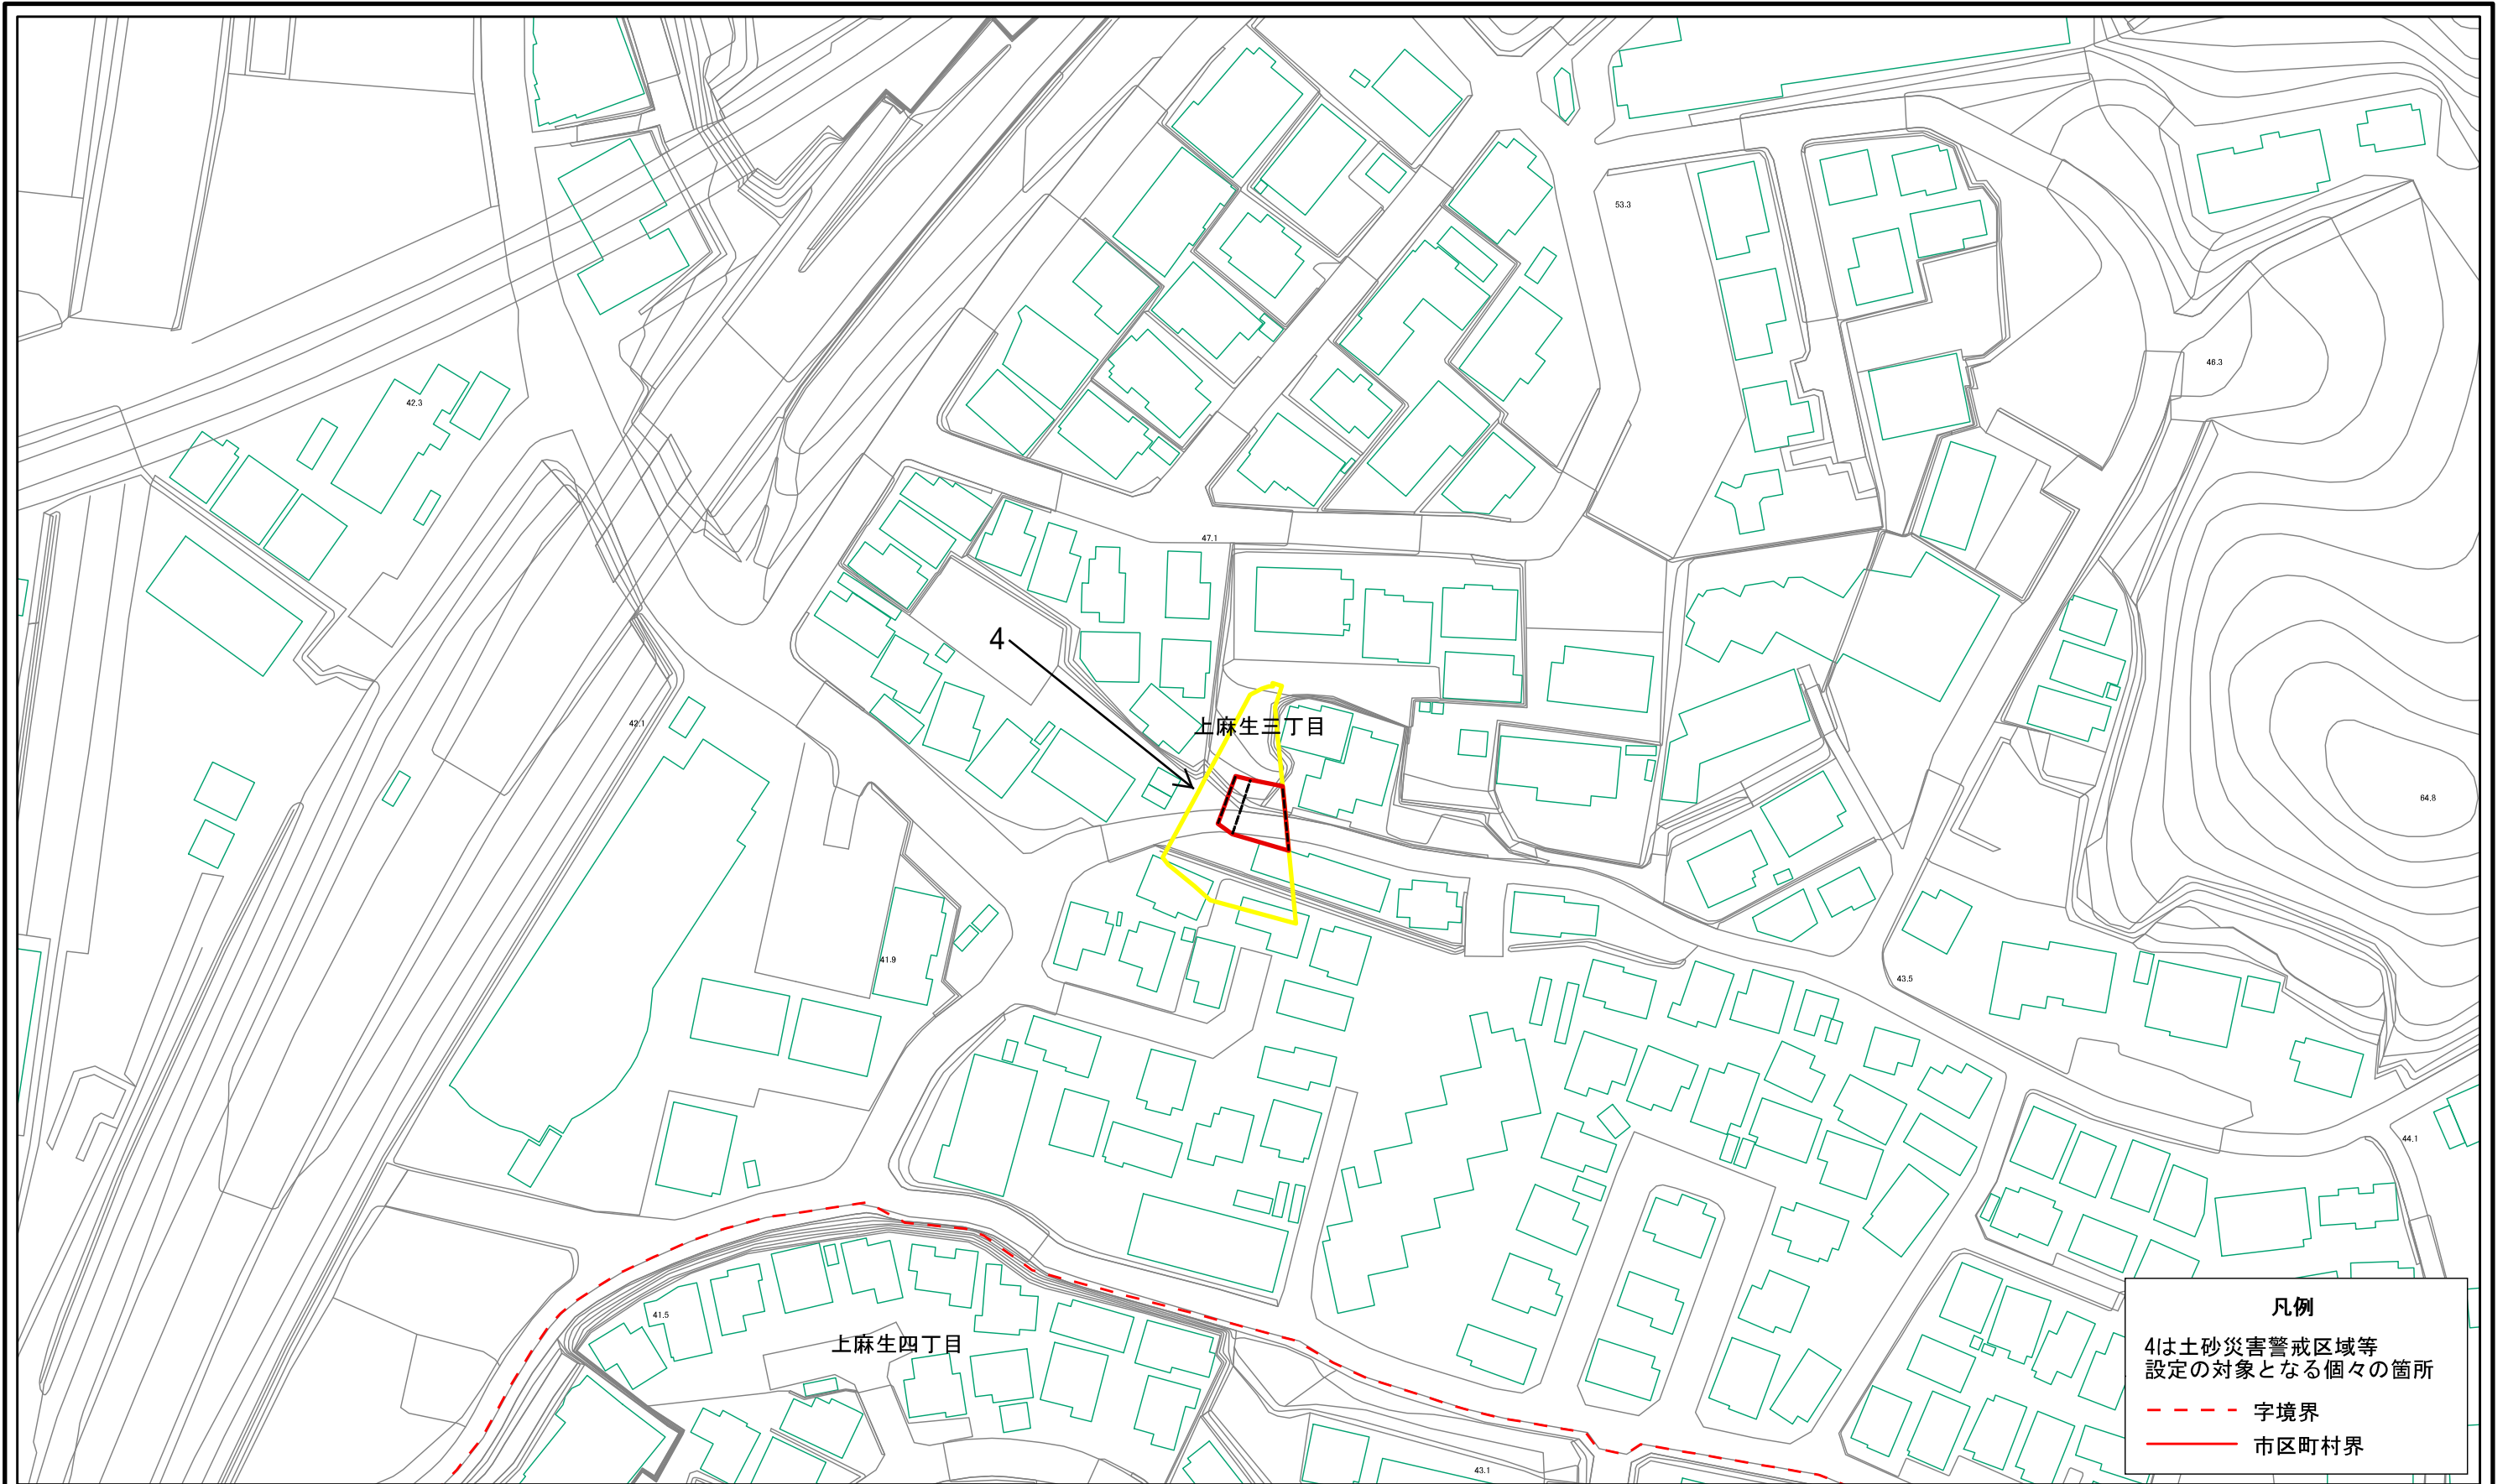 53.3
46.3
42.3
47.1
4
42.1
上麻生三丁目
64.8
41.9
43.5
44.1
41.5
上麻生四丁目
43.1
凡例
4は土砂災害警戒区域等
設定の対象となる個々の箇所
字境界
市区町村界